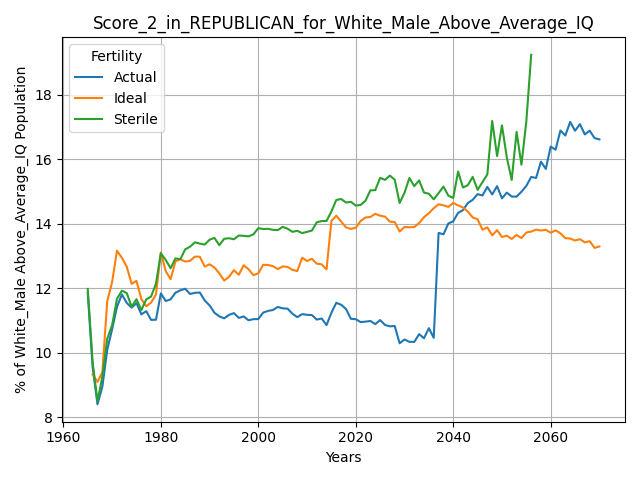 Score_2_in_REPUBLICAN_for_White_Male_Above_Average_IQ
Fertility
Actual
Ideal
Sterile
% of White_Male Above_Average_IQ Population
18
16
14
12
10
8
1960 1980 2000 2020 2040 2060
Years